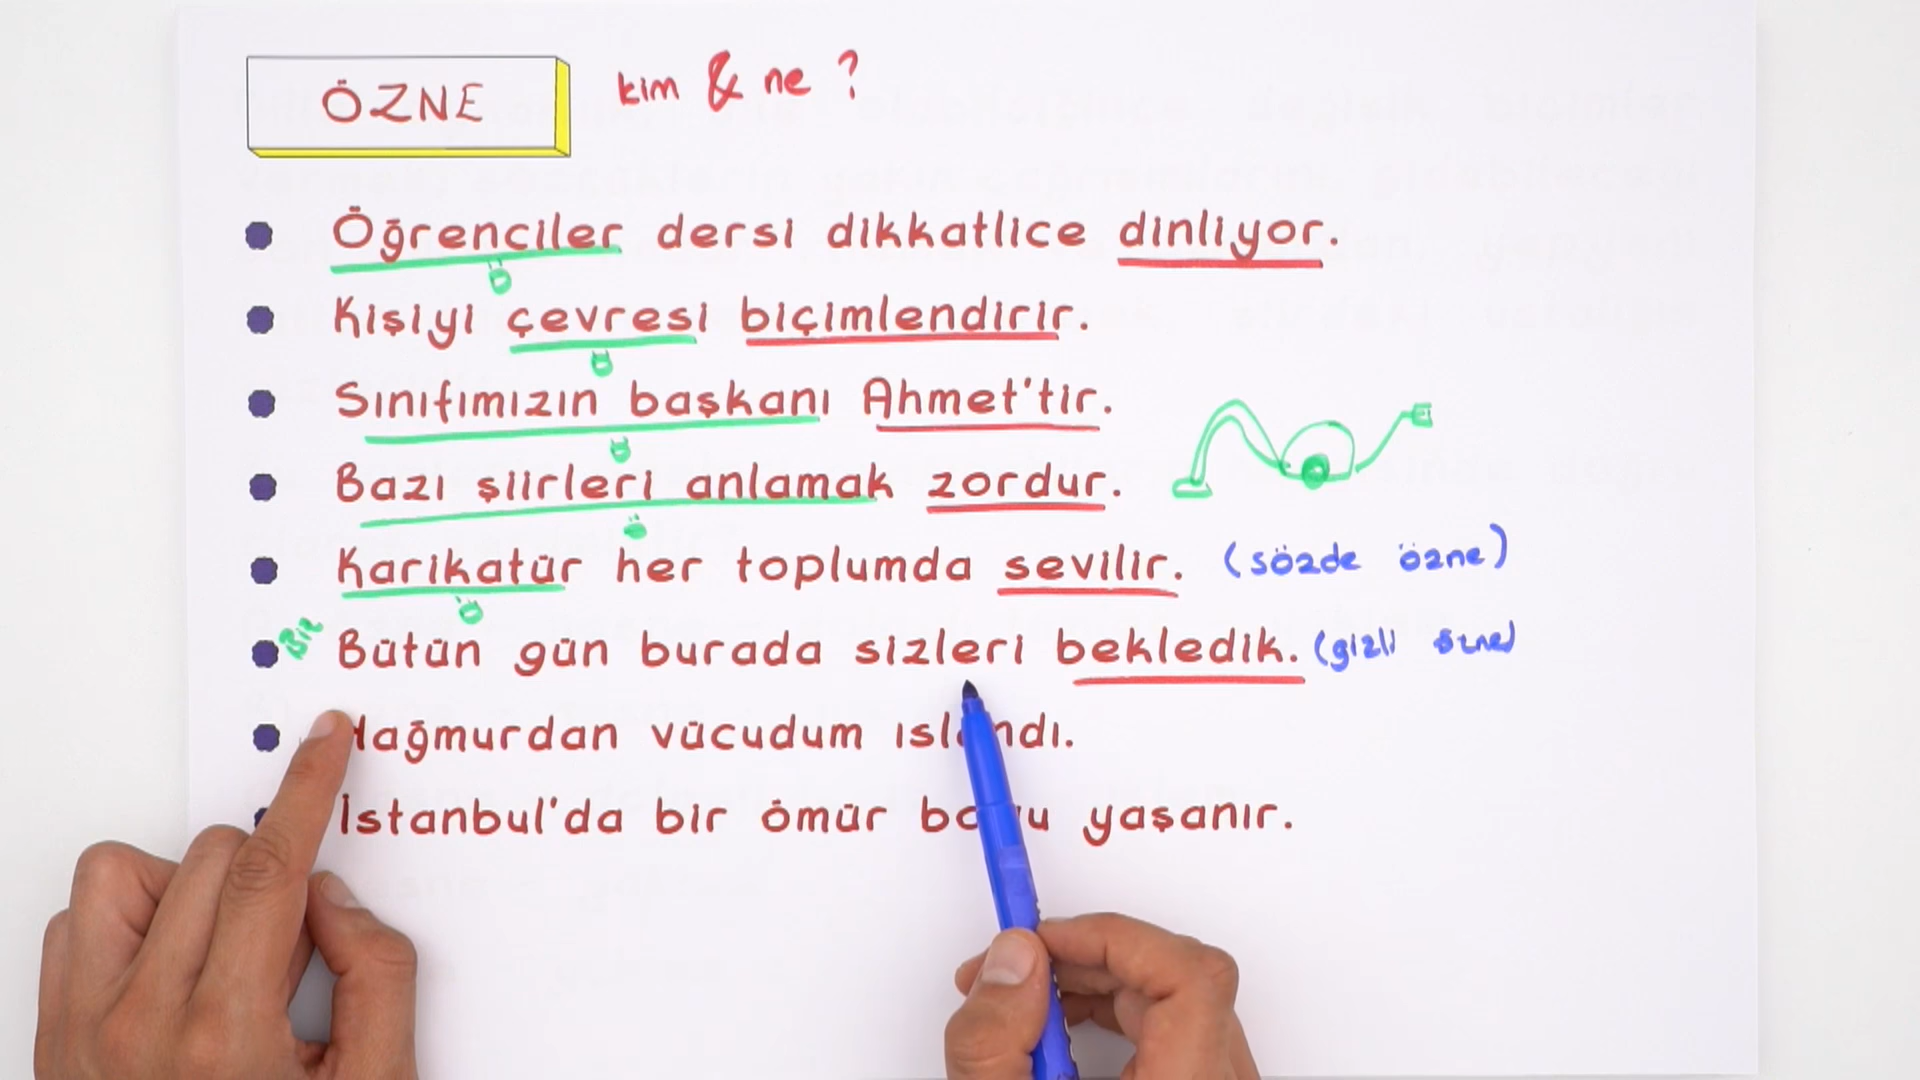 ÖZNE kim & ne ?
Öğrenciler dersi dikkatlice dinliyor.
Ö
Kişiyi çevresi biçimlendirir.
Ö
Sınıfımızın başkanı Ahmet'tir.
Ö
Bazı şiirleri anlamak zordur.
Ö
Karikatür her toplumda sevilir. (sözde özne)
Ö
Biz Bütün gün burada sizleri bekledik. (gizli özne)
vücudum
İstanbul'da bir ömür yaşanır.